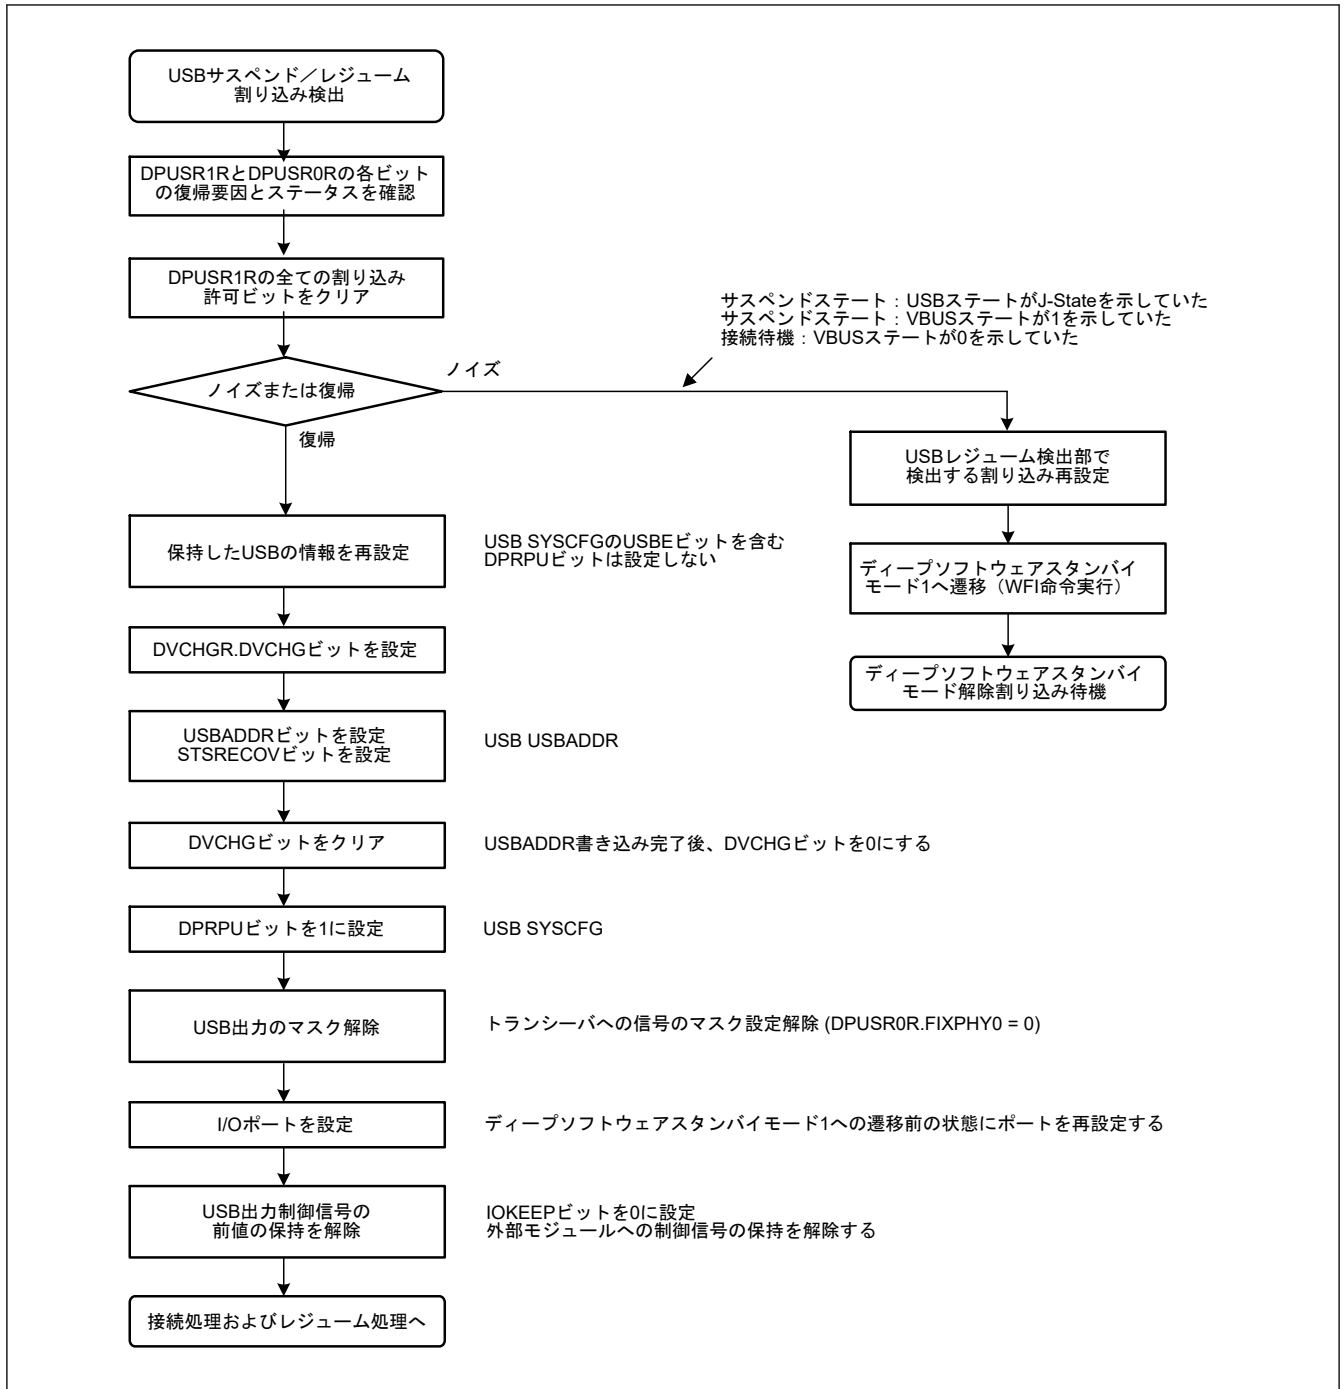 USBサスペンド／レジューム
割り込み検出
DPUSR1RとDPUSR0Rの各ビット
の復帰要因とステータスを確認
DPUSR1Rの全ての割り込み
許可ビットをクリア
サスペンドステート：USBステートがJ-Stateを示していた
サスペンドステート：VBUSステートが1を示していた
接続待機：VBUSステートが0を示していた
ノイズまたは復帰
ノイズ
復帰
USBレジューム検出部で
検出する割り込み再設定
ディープソフトウェアスタンバイ
モード1へ遷移（WFI命令実行）
ディープソフトウェアスタンバイ
モード解除割り込み待機
保持したUSBの情報を再設定
USB SYSCFGのUSBEビットを含む
DPRPUビットは設定しない
DVCHGR.DVCHGビットを設定
USBADDRビットを設定
STSRECOVビットを設定
USB USBADDR
DVCHGビットをクリア
USBADDR書き込み完了後、DVCHGビットを0にする
DPRPUビットを1に設定
USB SYSCFG
USB出力のマスク解除
トランシーバへの信号のマスク設定解除 (DPUSR0R.FIXPHY0 = 0)
I/Oポートを設定
ディープソフトウェアスタンバイモード1への遷移前の状態にポートを再設定する
USB出力制御信号の
前値の保持を解除
IOKEEPビットを0に設定
外部モジュールへの制御信号の保持を解除する
接続処理およびレジューム処理へ